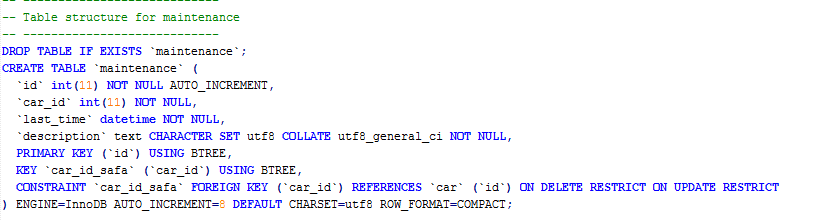 -- ----------------------------
-- Table structure for maintenance
-- ----------------------------
DROP TABLE IF EXISTS `maintenance`;
CREATE TABLE `maintenance` (
  `id` int(11) NOT NULL AUTO_INCREMENT,
  `car_id` int(11) NOT NULL,
  `last_time` datetime NOT NULL,
  `description` text CHARACTER SET utf8 COLLATE utf8_general_ci NOT NULL,
  PRIMARY KEY (`id`) USING BTREE,
  KEY `car_id_safa` (`car_id`) USING BTREE,
  CONSTRAINT `car_id_safa` FOREIGN KEY (`car_id`) REFERENCES `car` (`id`) ON DELETE RESTRICT ON UPDATE RESTRICT
) ENGINE=InnoDB AUTO_INCREMENT=8 DEFAULT CHARSET=utf8 ROW_FORMAT=COMPACT;